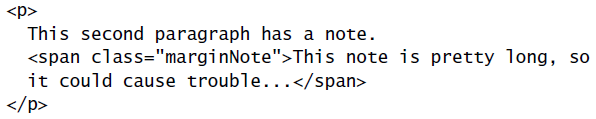 <p>
  This second paragraph has a note.
  <span class="marginNote">This note is pretty long, so
  it could cause trouble...</span>
</p>